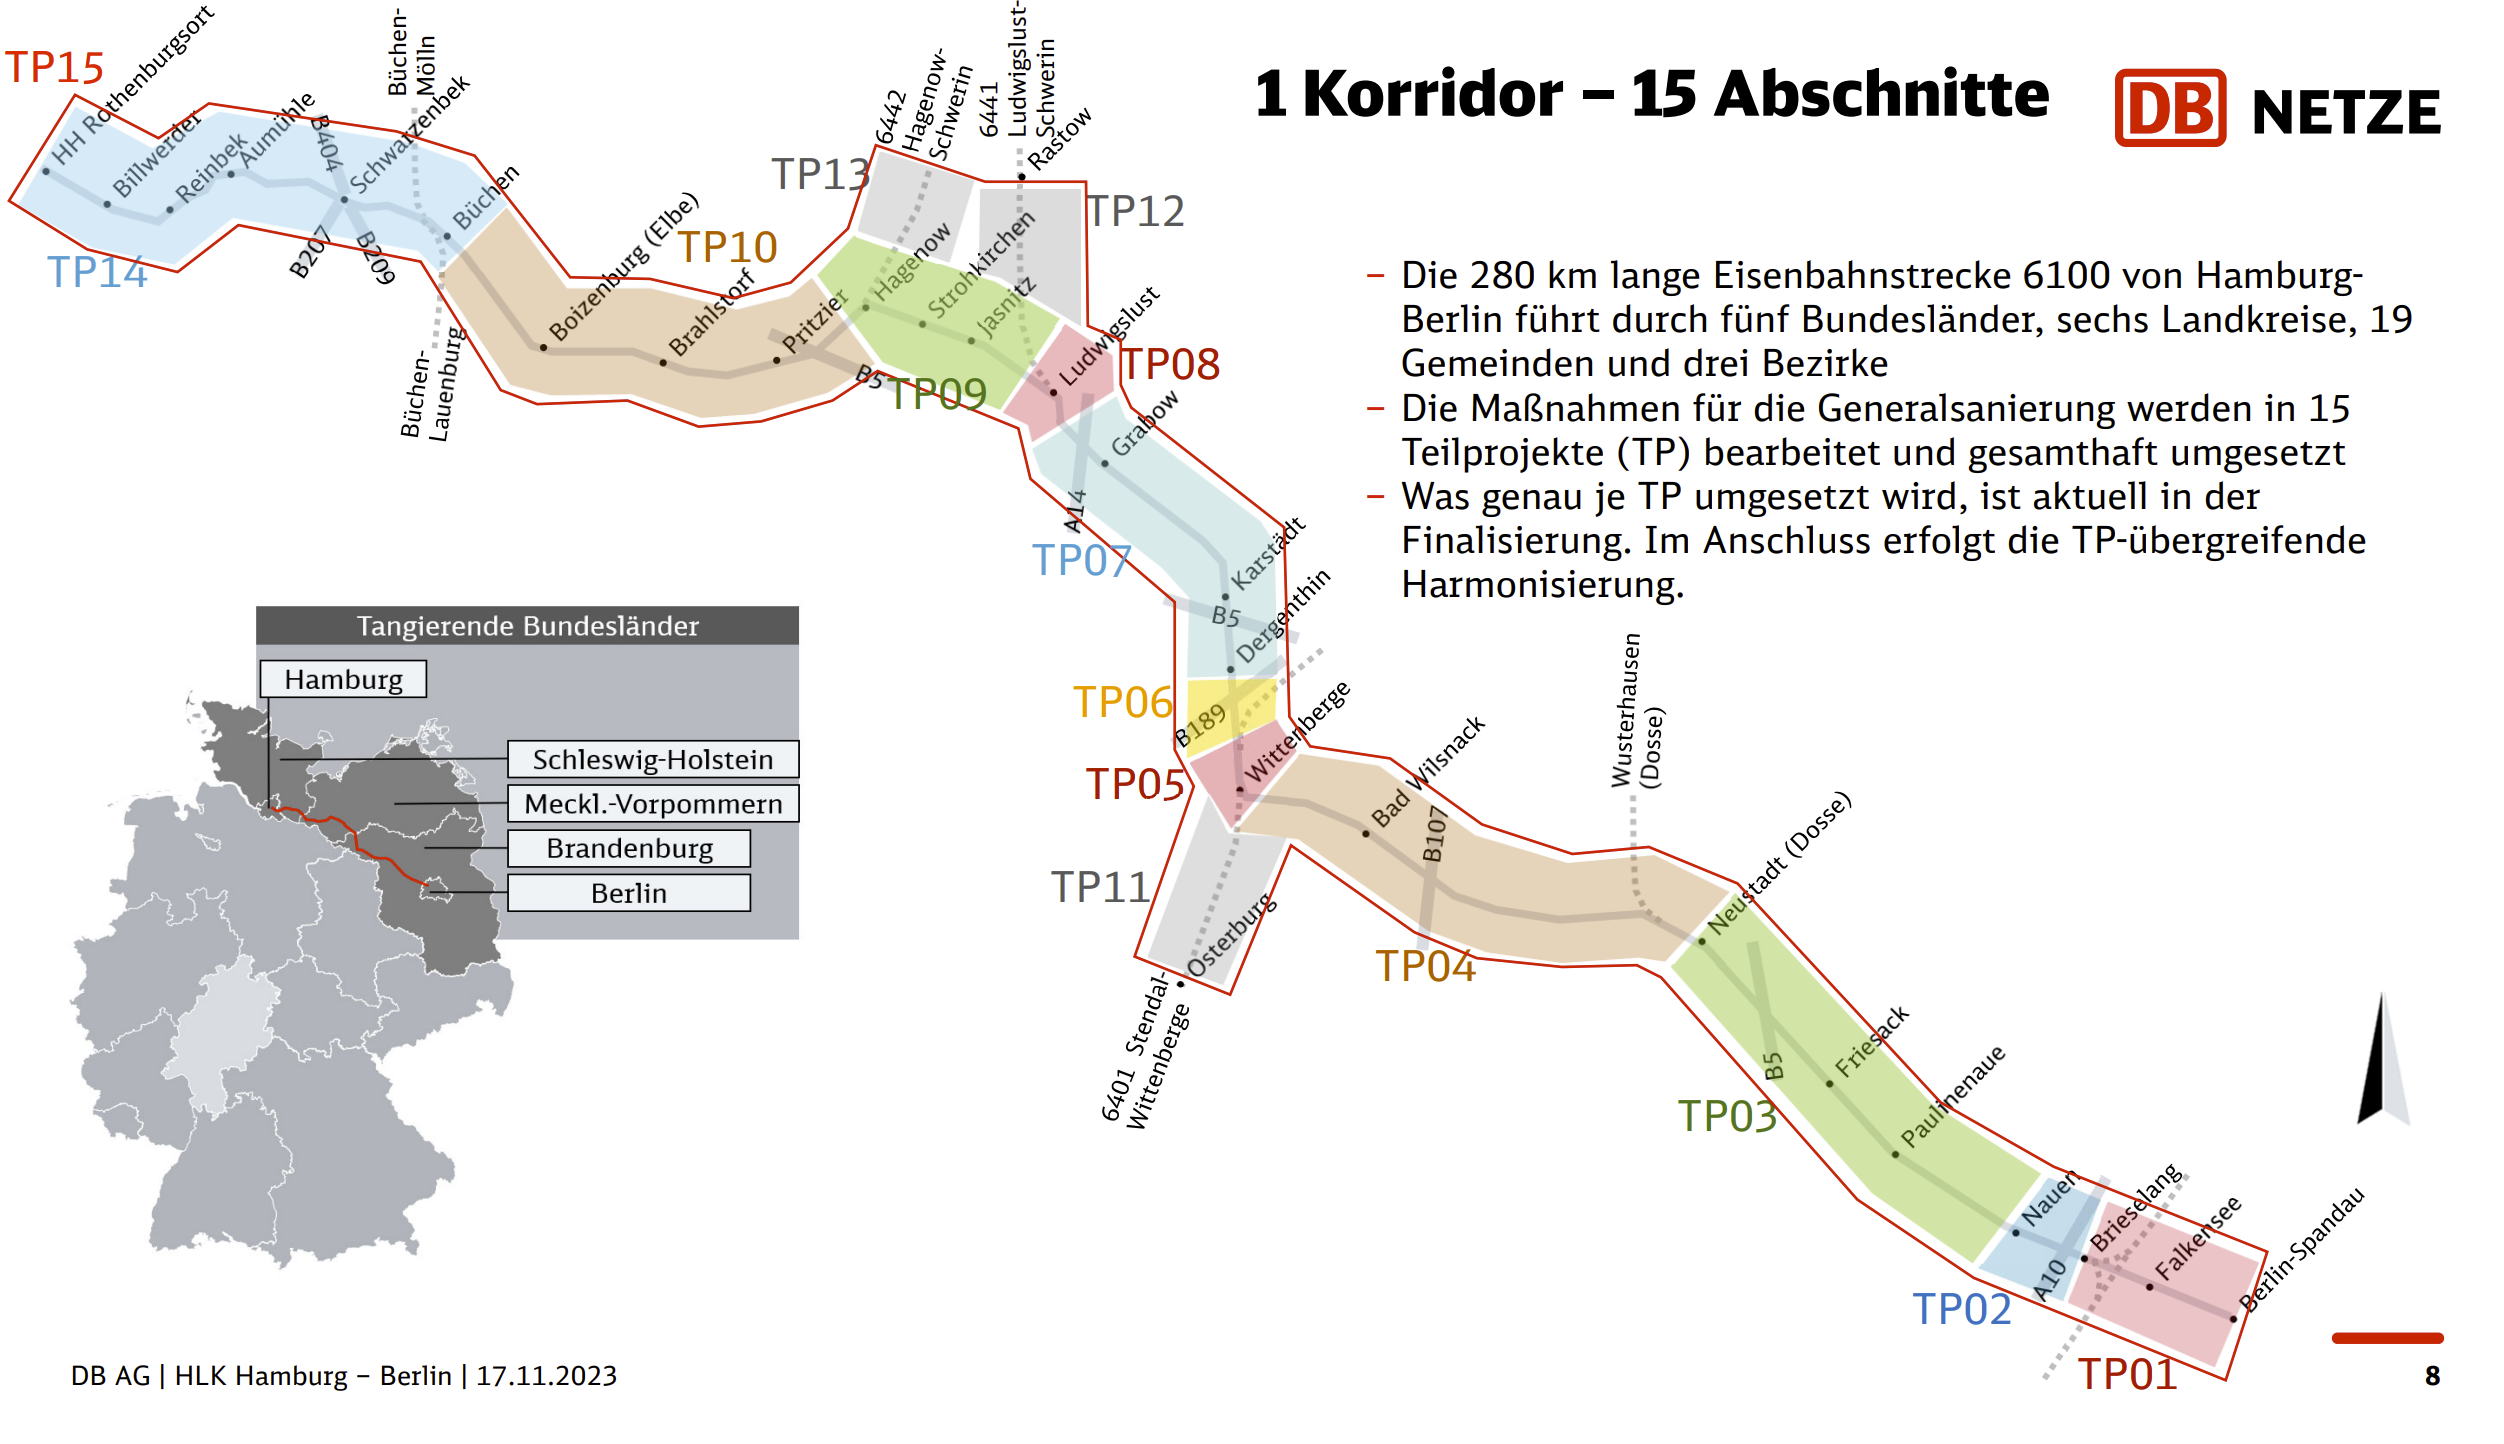 1 Korridor – 15 Abschnitte
DB NETZE
– Die 280 km lange Eisenbahnstrecke 6100 von Hamburg-
Berlin führt durch fünf Bundesländer, sechs Landkreise, 19
Gemeinden und drei Bezirke
– Die Maßnahmen für die Generalsanierung werden in 15
Teilprojekte (TP) bearbeitet und gesamthaft umgesetzt
– Was genau je TP umgesetzt wird, ist aktuell in der
Finalisierung. Im Anschluss erfolgt die TP-übergreifende
Harmonisierung.
TP15
HH Rothenburgsort
Billwerder
Reinbek
Aumühle
B404
Schwarzenbek
Büchen-
Mölln
Büchen
TP14
B207
B209
Büchen-
Lauenburg
Boizenburg (Elbe)
TP10
Brahlstorf
Pritzier
B5
TP13
6442
Hagenow-
Schwerin
6441
Ludwigslust-
Schwerin
Rastow
TP12
Hagenow
Strohkirchen
Jasnitz
TP09
Ludwigslust
TP08
Grabow
A14
TP07
Karstädt
B5
Dergenthin
TP06
B189
Wittenberge
TP05
TP11
Osterburg
6401 Stendal-
Wittenberge
Bad Wilsnack
B107
TP04
Wusterhausen
(Dosse)
Neustadt (Dosse)
B5
Friesack
TP03
Paulinenaue
Nauen
A10
TP02
Brieselang
Falkensee
Berlin-Spandau
TP01
Tangierende Bundesländer
Hamburg
Schleswig-Holstein
Meckl.-Vorpommern
Brandenburg
Berlin
DB AG | HLK Hamburg – Berlin | 17.11.2023
8